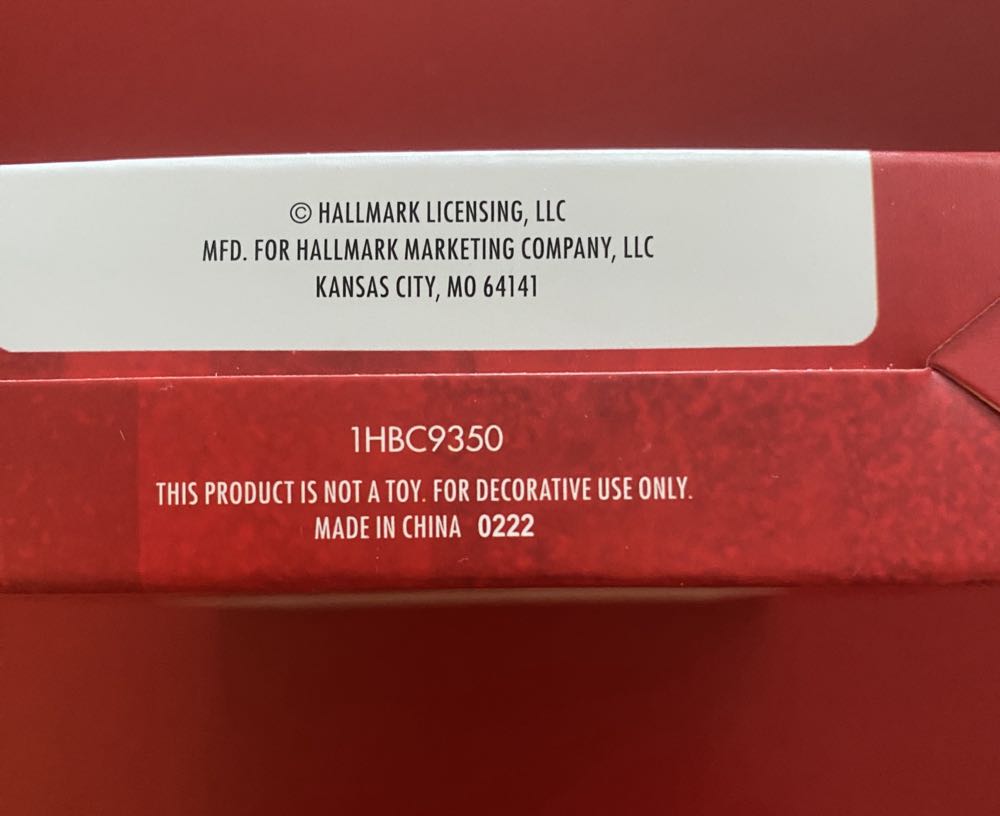 © HALLMARK LICENSING, LLC
MFD. FOR HALLMARK MARKETING COMPANY, LLC
KANSAS CITY, MO 64141
1HBC9350
THIS PRODUCT IS NOT A TOY. FOR DECORATIVE USE ONLY.
MADE IN CHINA 0222